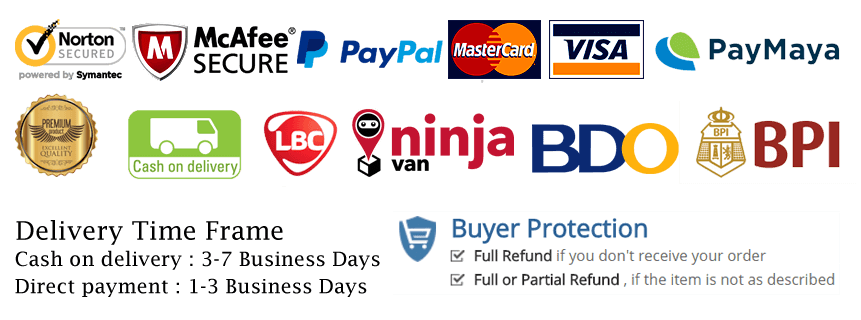 Norton
SECURED
powered by Symantec
McAfee®
SECURE
PayPal
MasterCard
VISA
PayMaya
PREMIUM
product
EXCELLENT
QUALITY
Cash on delivery
LBC
ninja
van
BDO
BPI
BPI
Delivery Time Frame
Cash on delivery : 3-7 Business Days
Direct payment : 1-3 Business Days
Buyer Protection
Full Refund if you don't receive your order
Full or Partial Refund , if the item is not as described